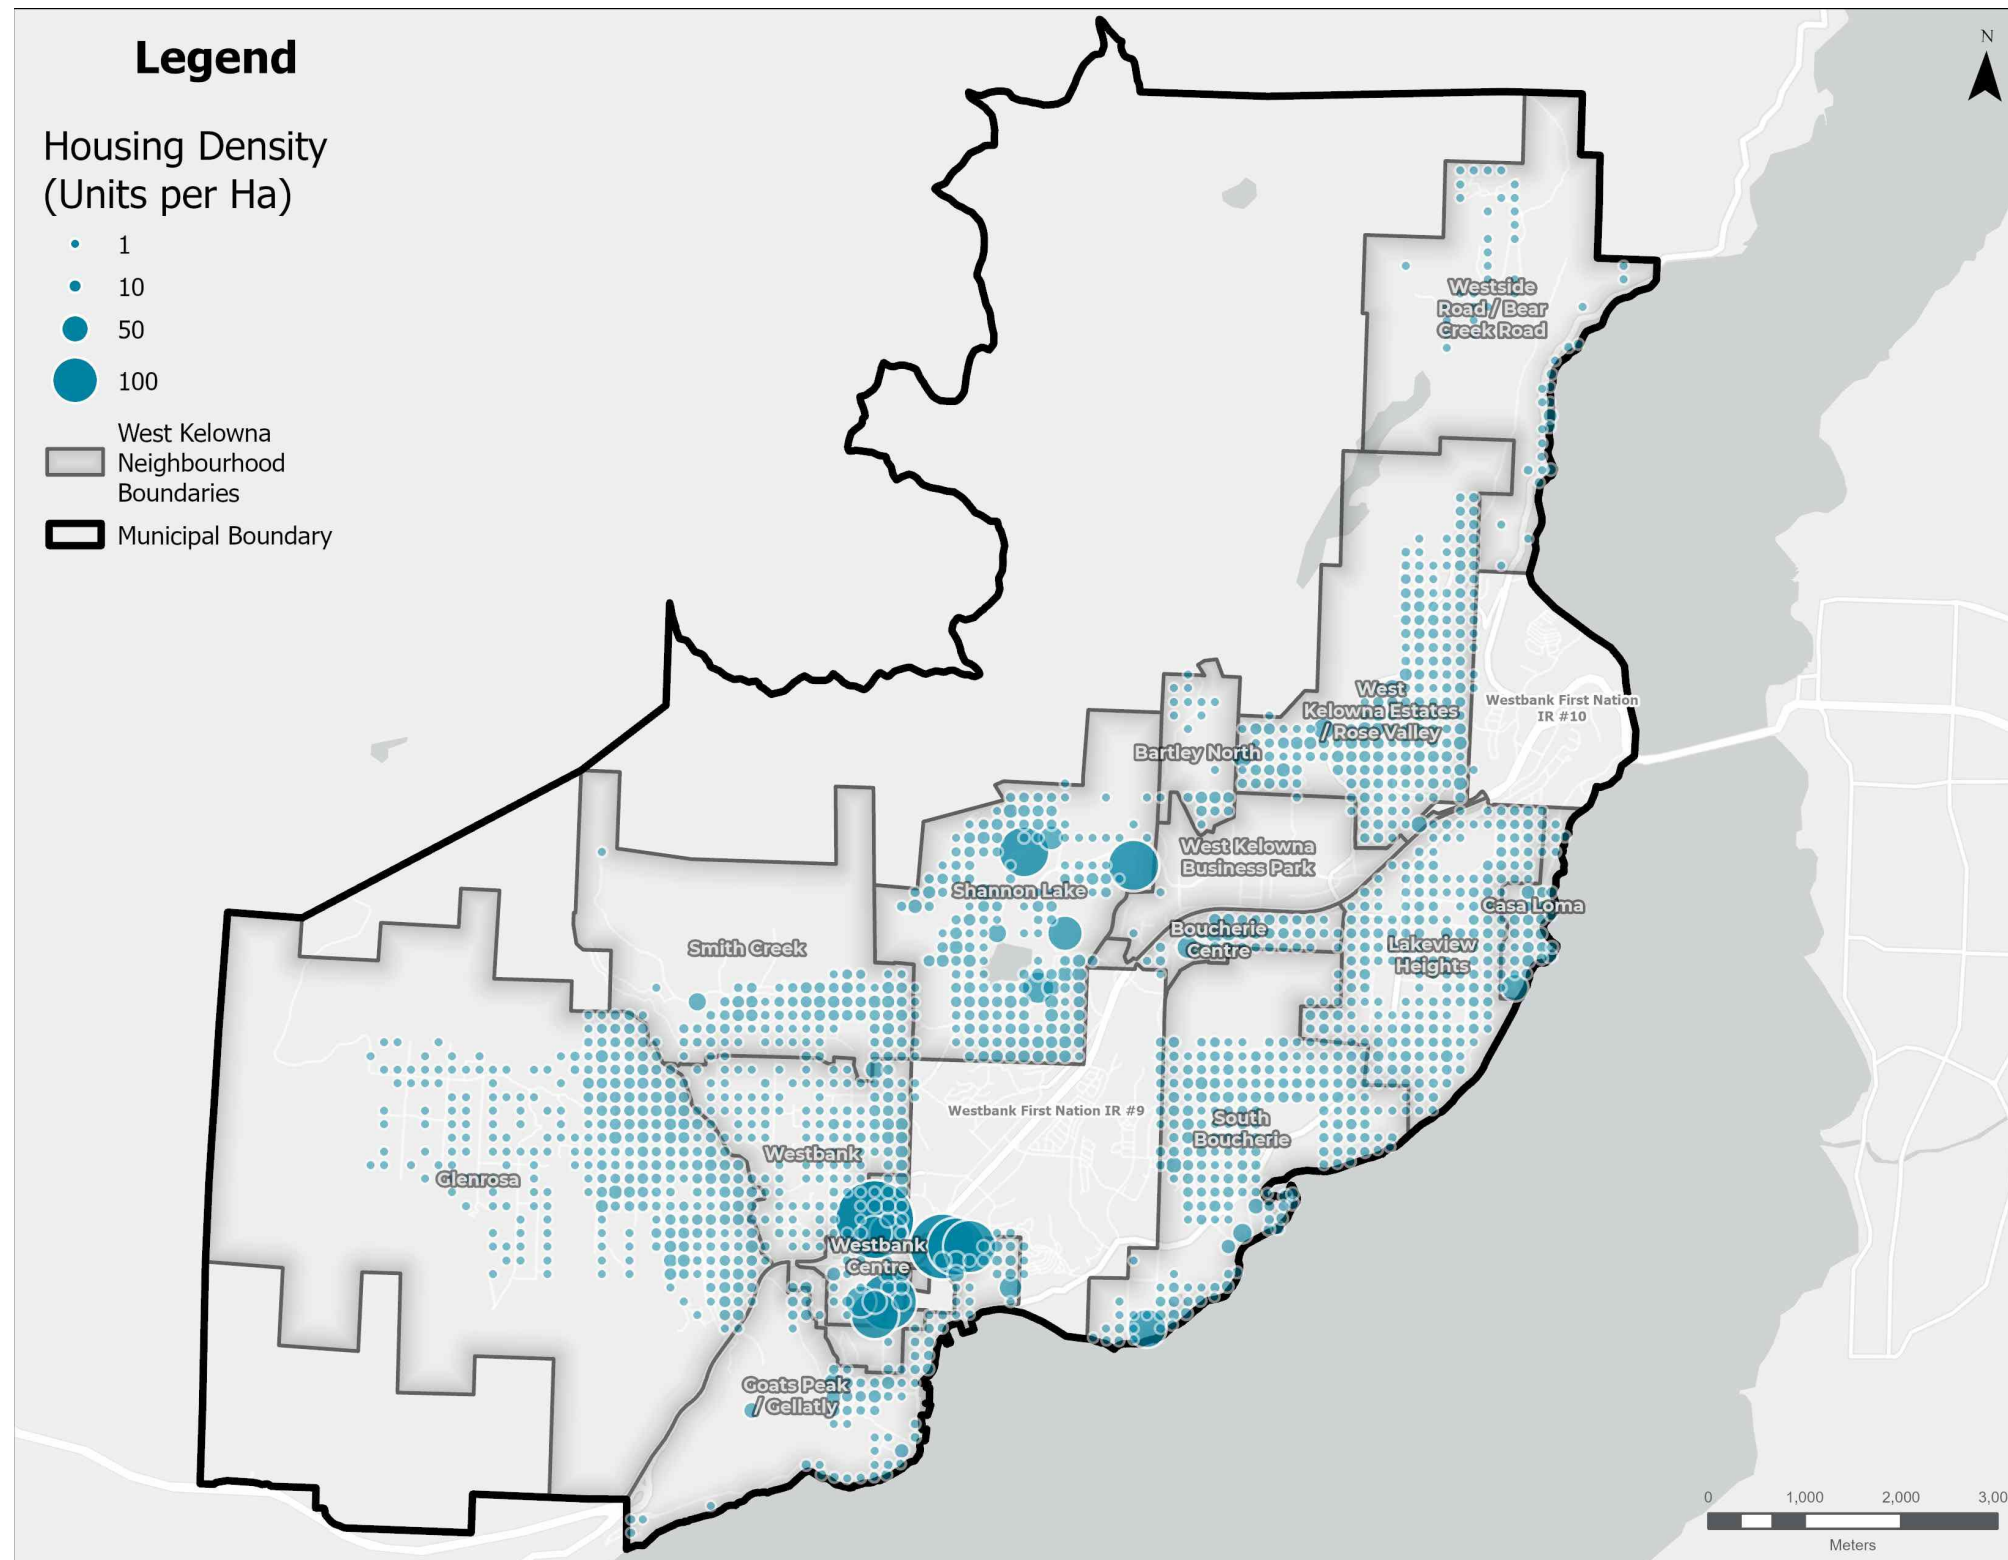 Legend
Housing Density
(Units per Ha)
1
10
50
100
West Kelowna
Neighbourhood
Boundaries
Municipal Boundary
N
Westside
Road / Bear
Creek Road
West
Kelowna Estates
/ Rose Valley
Westbank First Nation
IR #10
Bartley North
West Kelowna
Business Park
Shannon Lake
Casa Loma
Boucherie
Centre
Lakeview
Heights
Smith Creek
Westbank First Nation IR #9
South
Boucherie
Westbank
Glenrosa
Westbank
Centre
Goats Peak
/ Gellatly
0 1,000 2,000 3,00
Meters